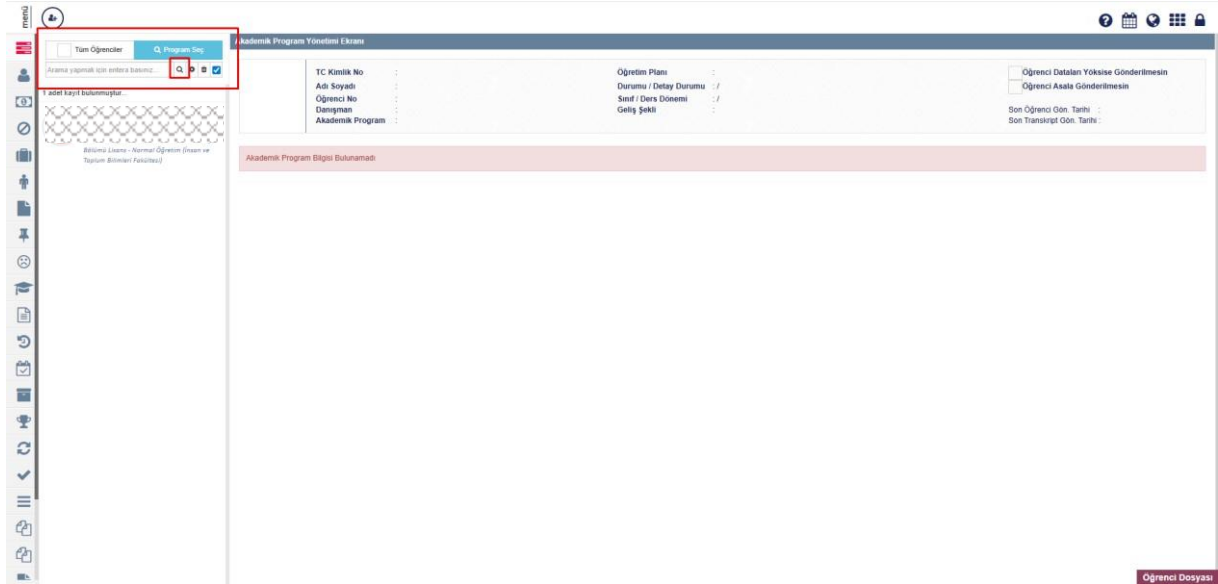 menü
Tüm Öğrenciler
Program Seç
Arama yapmak için entera basınız...
1 adet kayıt bulunmuştur...
Bölümü Lisans - Normal Öğretim (İnsan ve
Toplum Bilimleri Fakültesi)
Akademik Program Yönetimi Ekranı
TC Kimlik No :
Adı Soyadı :
Öğrenci No :
Danışman :
Akademik Program :
Öğretim Planı :
Durumu / Detay Durumu : /
Sınıf / Ders Dönemi : /
Geliş Şekli :
Öğrenci Dataları Yöksise Gönderilmesin
Öğrenci Asala Gönderilmesin
Son Öğrenci Gön. Tarihi :
Son Transkript Gön. Tarihi :
Akademik Program Bilgisi Bulunamadı
Öğrenci Dosyası